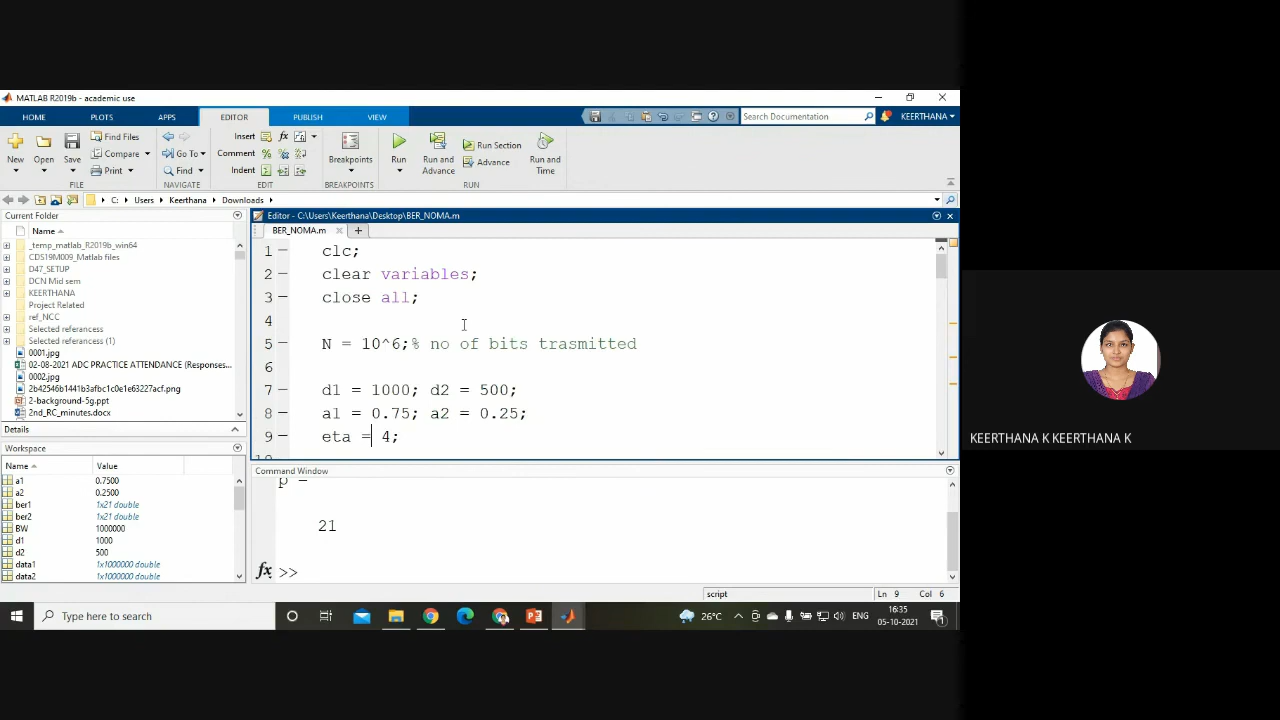 MATLAB R2019b - academic use
HOME PLOTS APPS EDITOR PUBLISH VIEW Search Documentation KEERTHANA
New Open Save Find Files Compare Print Go To Find Insert fx Comment Indent Breakpoints Run Run and Advance Run Section Advance Run and Time
FILE NAVIGATE EDIT BREAKPOINTS RUN
C: Users Keerthana Downloads
Current Folder
Name
_temp_matlab_R2019b_win64
CDS19M009_Matlab files
D47_SETUP
DCN Mid sem
KEERTHANA
Project Related
ref_NCC
Selected referancess
Selected referancess (1)
0001.jpg
02-08-2021 ADC PRACTICE ATTENDANCE (Responses...
0002.jpg
2b42546b1441b3afbc1c0e1e63227acf.png
2-background-5g.ppt
2nd_RC_minutes.docx
Details
Workspace
Name Value
a1 0.7500
a2 0.2500
ber1 1x21 double
ber2 1x21 double
BW 1000000
d1 1000
d2 500
data1 1x1000000 double
data2 1x1000000 double
Editor - C:\Users\Keerthana\Desktop\BER_NOMA.m
BER_NOMA.m
1 clc;
2 clear variables;
3 close all;
4
5 N = 10^6;% no of bits trasmitted
6
7 d1 = 1000; d2 = 500;
8 a1 = 0.75; a2 = 0.25;
9 eta = 4;
10
Command Window
p =
21
fx >>
script Ln 9 Col 6
Type here to search
26°C ENG 16:35
05-10-2021
KEERTHANA K KEERTHANA K